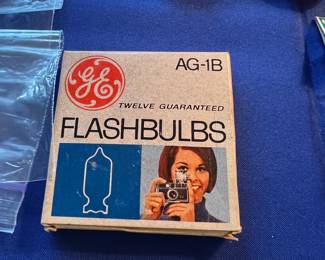 GE
AG-1B
TWELVE GUARANTEED
FLASHBULBS